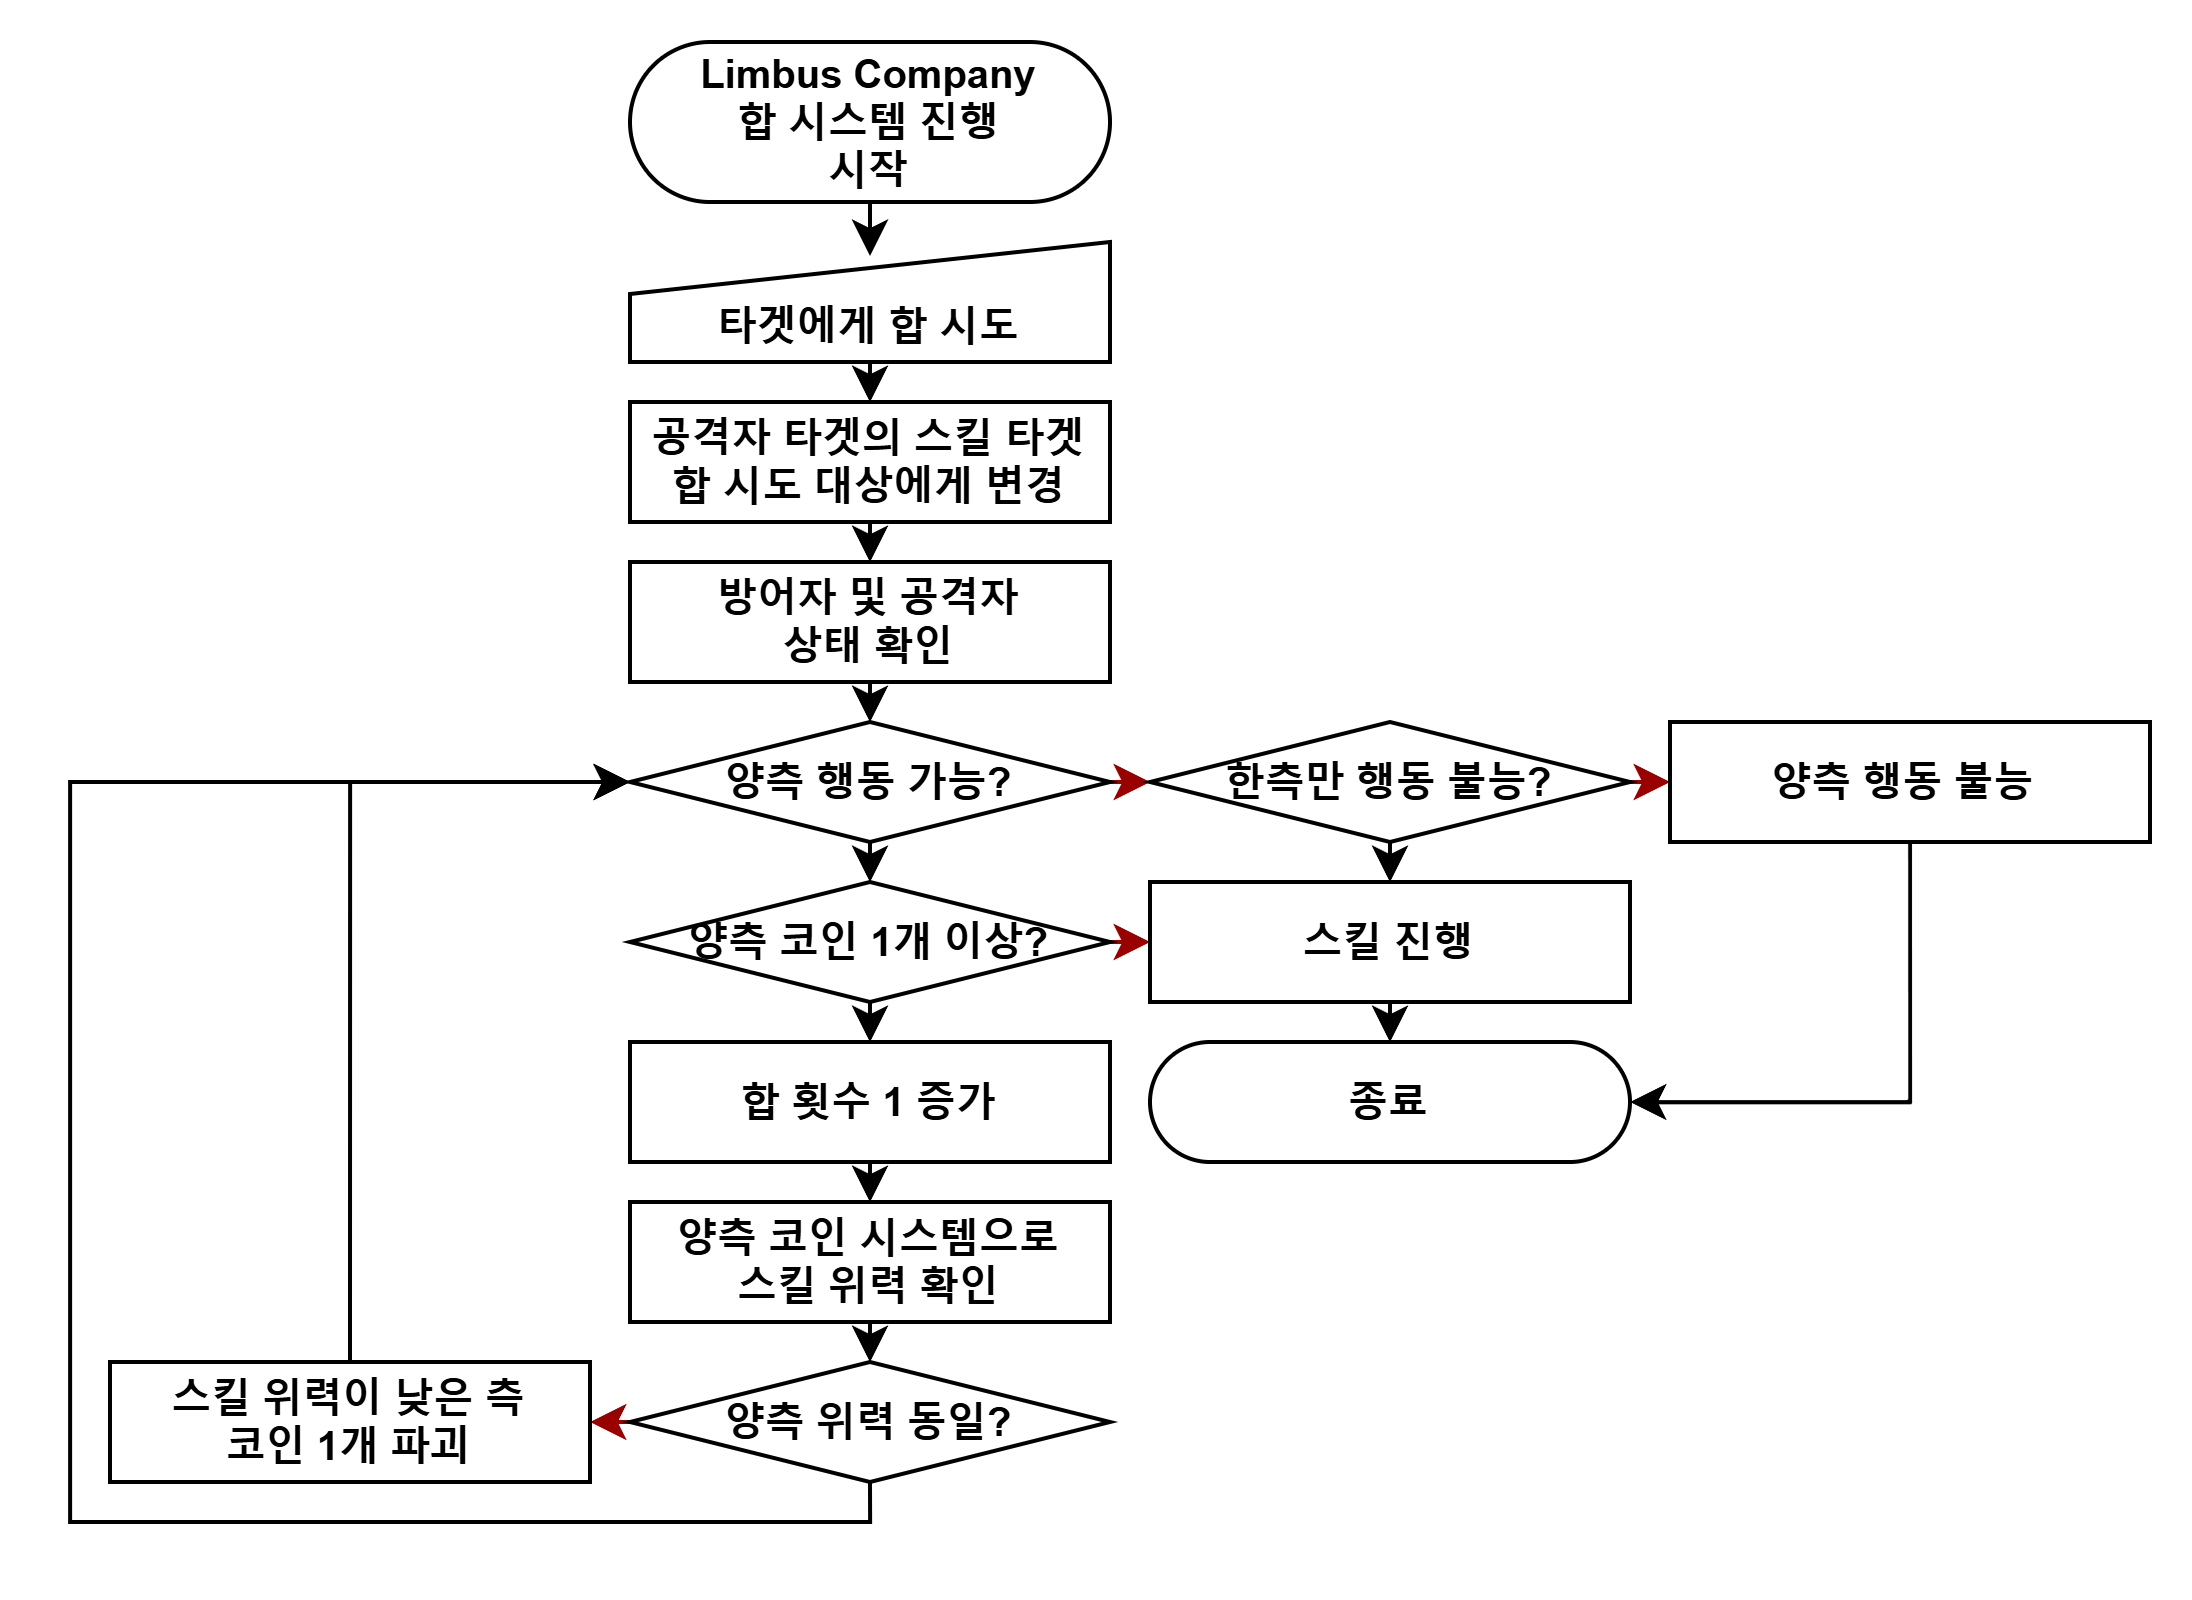 Limbus Company
합 시스템 진행
시작
타겟에게 합 시도
공격자 타겟의 스킬 타겟
합 시도 대상에게 변경
방어자 및 공격자
상태 확인
양측 행동 가능?
한측만 행동 불능?
양측 행동 불능
양측 코인 1개 이상?
스킬 진행
합 횟수 1 증가
종료
양측 코인 시스템으로
스킬 위력 확인
스킬 위력이 낮은 측
코인 1개 파괴
양측 위력 동일?